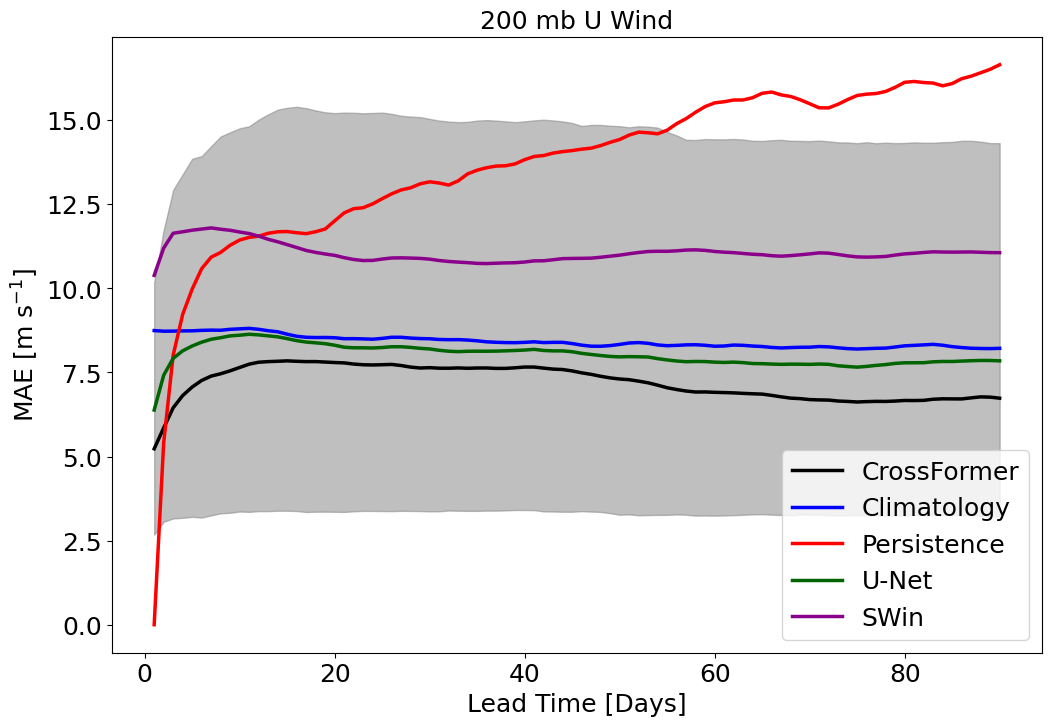 200 mb U Wind
MAE [m s⁻¹]
15.0
12.5
10.0
7.5
5.0
2.5
0.0
0 20 40 60 80
Lead Time [Days]
CrossFormer
Climatology
Persistence
U-Net
SWin